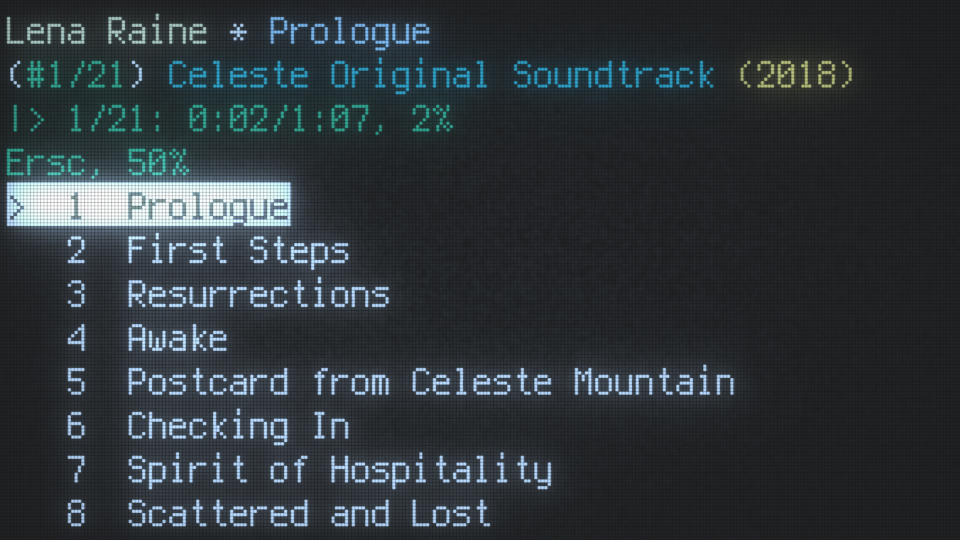 Lena Raine * Prologue
(#1/21) Celeste Original Soundtrack (2018)
|> 1/21: 0:02/1:07, 2%
Ersc, 50%
> 1 Prologue
2 First Steps
3 Resurrections
4 Awake
5 Postcard from Celeste Mountain
6 Checking In
7 Spirit of Hospitality
8 Scattered and Lost